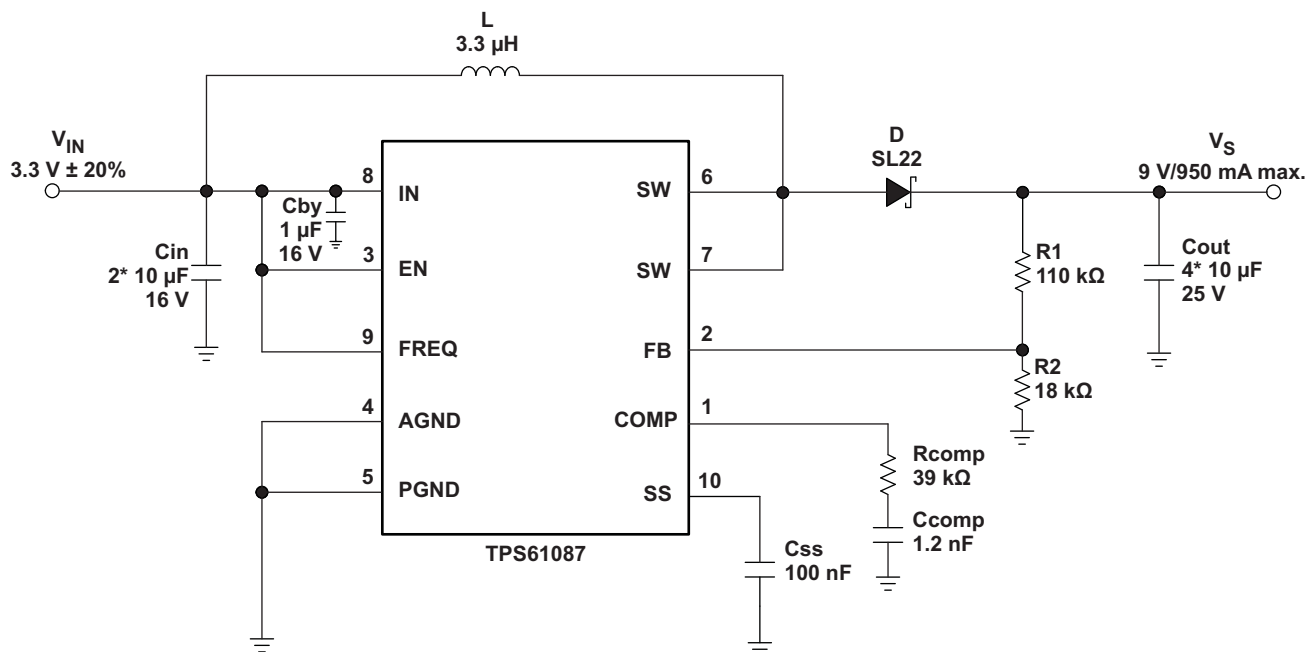 L
3.3 µH
VIN
3.3 V ± 20%
D
SL22
VS
9 V/950 mA max.
8
IN
SW
6
Cby
1 µF
16 V
Cin
2* 10 µF
16 V
3
EN
SW
7
R1
110 kΩ
Cout
4* 10 µF
25 V
9
FREQ
FB
2
R2
18 kΩ
4
AGND
COMP
1
Rcomp
39 kΩ
5
PGND
SS
10
Ccomp
1.2 nF
TPS61087
Css
100 nF